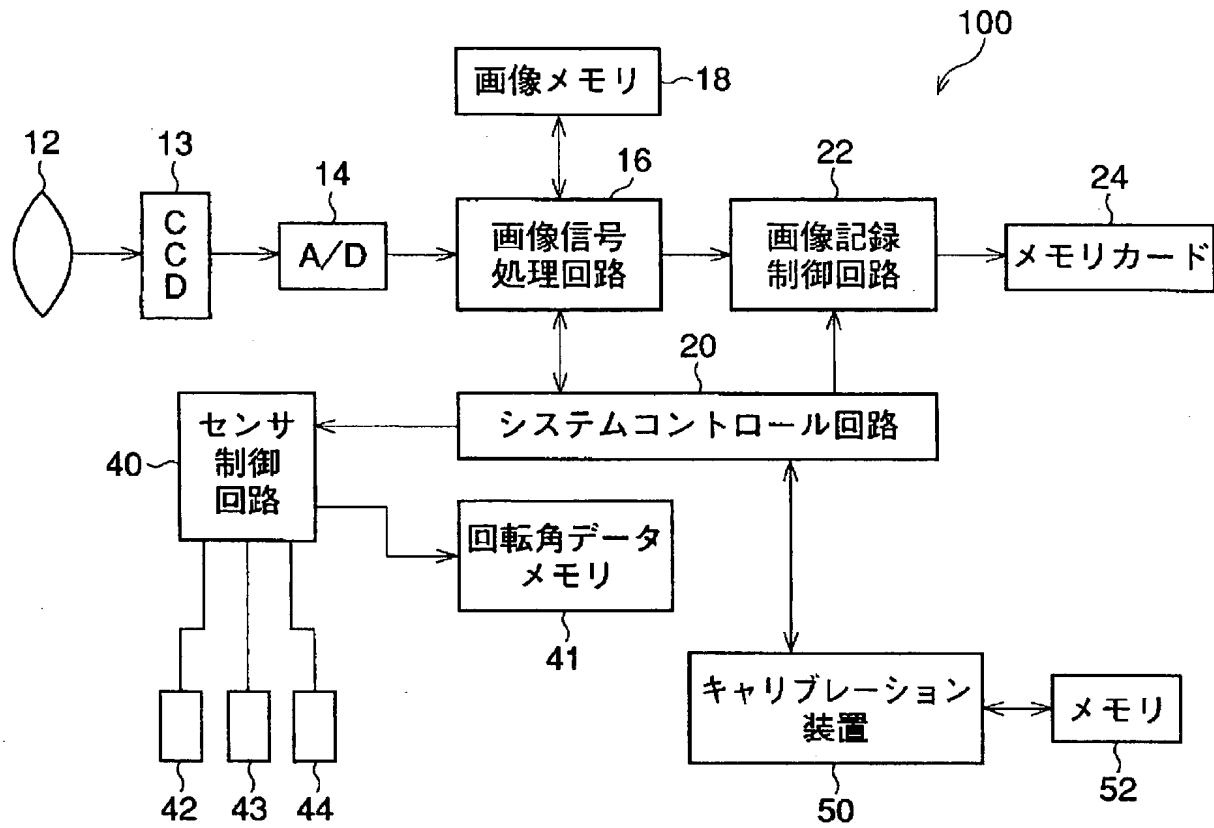 100
画像メモリ
18
12
13
14
16
22
24
CCD
A/D
画像信号
処理回路
画像記録
制御回路
メモリカード
20
システムコントロール回路
センサ
制御
回路
40
回転角データ
メモリ
41
42
43
44
キャリブレーション
装置
50
メモリ
52